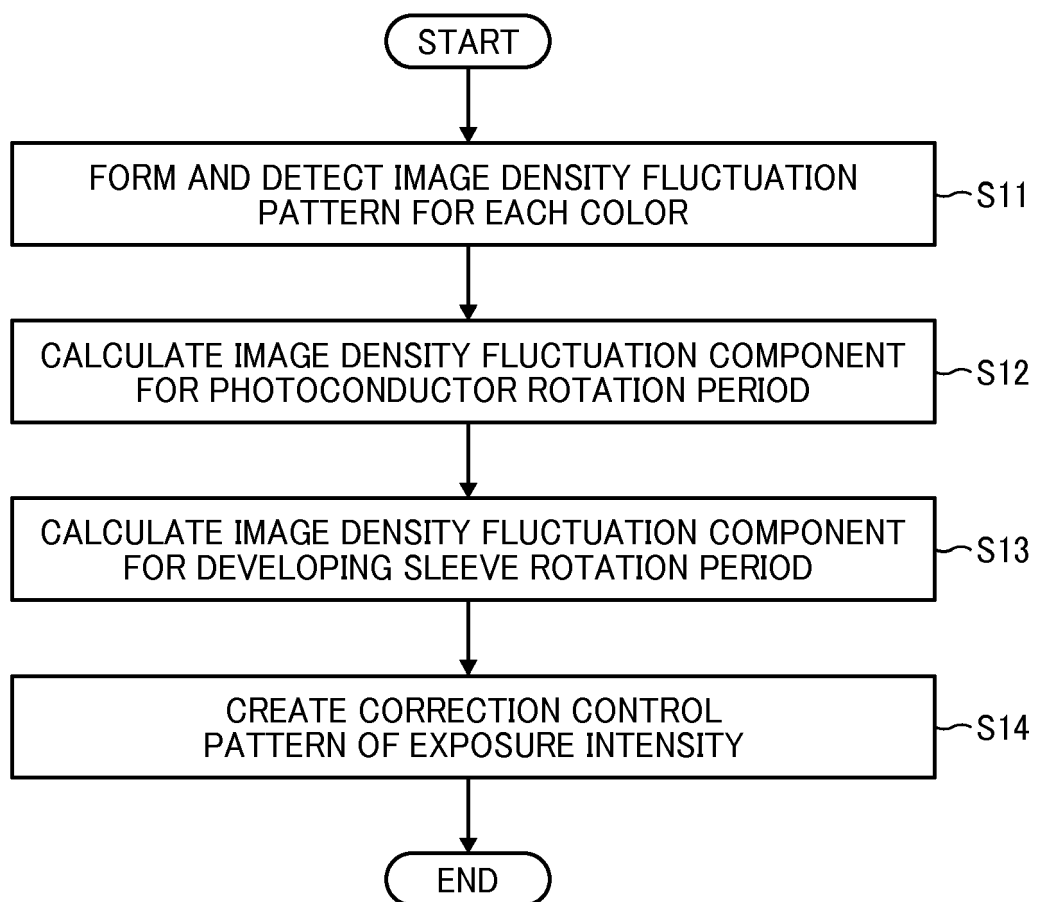 START
FORM AND DETECT IMAGE DENSITY FLUCTUATION
PATTERN FOR EACH COLOR
S11
CALCULATE IMAGE DENSITY FLUCTUATION COMPONENT
FOR PHOTOCONDUCTOR ROTATION PERIOD
S12
CALCULATE IMAGE DENSITY FLUCTUATION COMPONENT
FOR DEVELOPING SLEEVE ROTATION PERIOD
S13
CREATE CORRECTION CONTROL
PATTERN OF EXPOSURE INTENSITY
S14
END